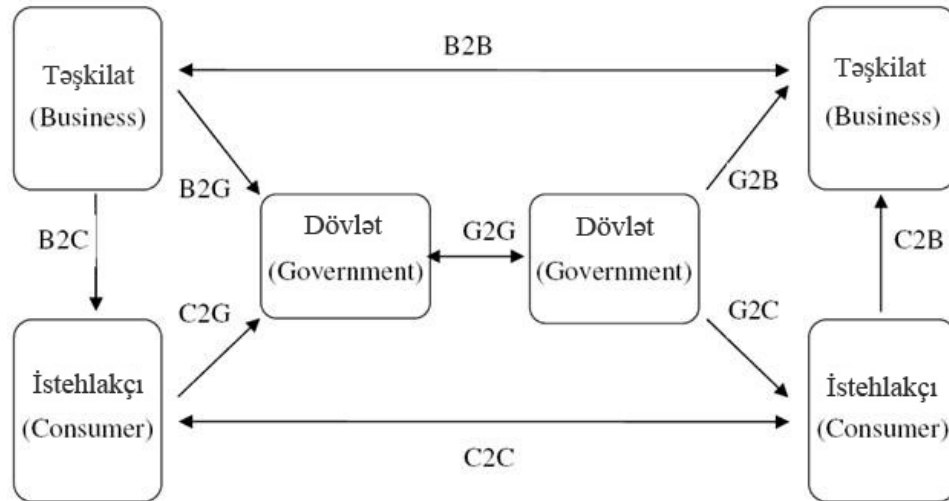 B2B
Təşkilat
(Business)
Təşkilat
(Business)
B2G
G2B
Dövlət
(Government)
G2G
Dövlət
(Government)
B2C
C2B
C2G
G2C
İstehlakçı
(Consumer)
İstehlakçı
(Consumer)
C2C